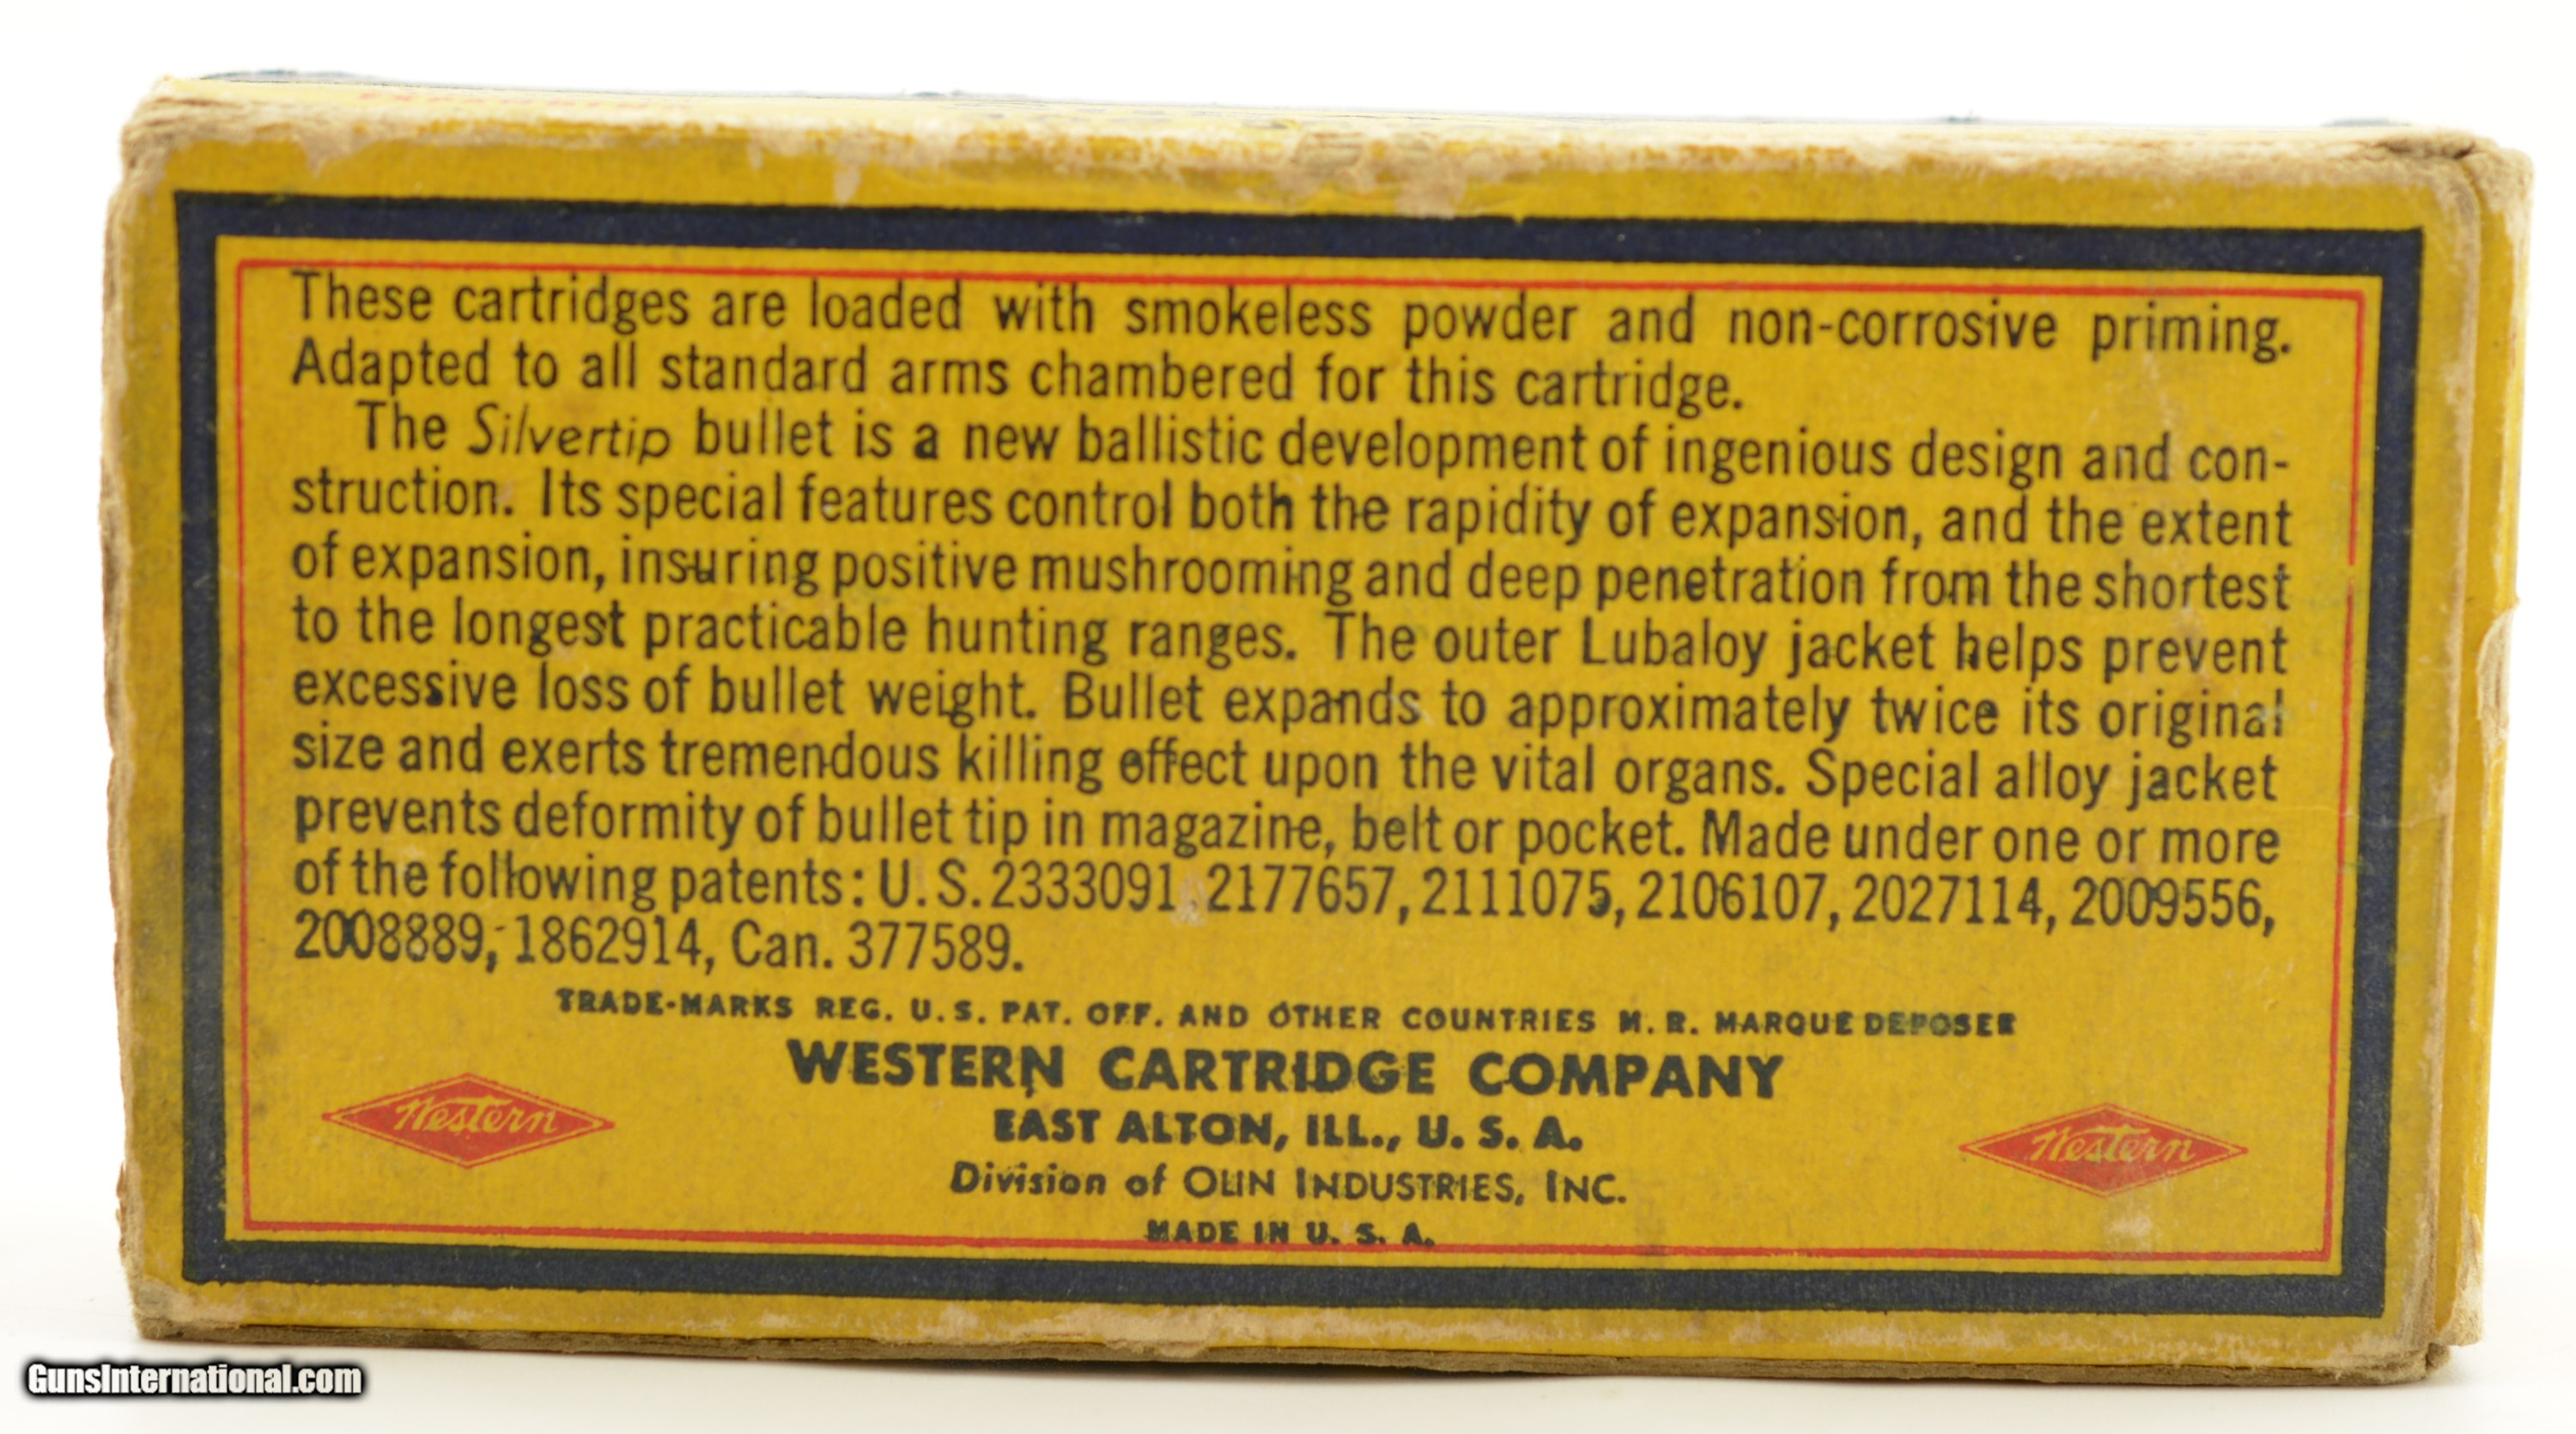 These cartridges are loaded with smokeless powder and non-corrosive priming.
Adapted to all standard arms chambered for this cartridge.
The Silvertip bullet is a new ballistic development of ingenious design and con-
struction. Its special features control both the rapidity of expansion, and the extent
of expansion, insuring positive mushrooming and deep penetration from the shortest
to the longest practicable hunting ranges. The outer Lubaloy jacket helps prevent
excessive loss of bullet weight. Bullet expands to approximately twice its original
size and exerts tremendous killing effect upon the vital organs. Special alloy jacket
prevents deformity of bullet tip in magazine, belt or pocket. Made under one or more
of the following patents: U. S. 2333091, 2177657, 2111075, 2106107, 2027114, 2009556,
2008889, 1862914, Can. 377589.
TRADE-MARKS REG. U. S. PAT. OFF. AND OTHER COUNTRIES M. R. MARQUE DEPOSEE
WESTERN CARTRIDGE COMPANY
EAST ALTON, ILL., U. S. A.
Division of OLIN INDUSTRIES, INC.
MADE IN U. S. A.
Western
Western
GunsInternational.com